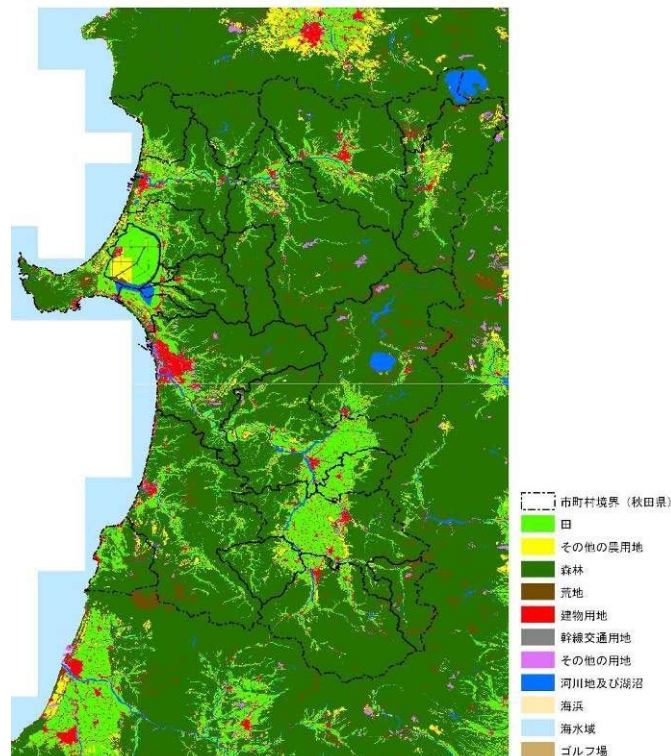 市町村境界（秋田県）
田
その他の農用地
森林
荒地
建物用地
幹線交通用地
その他の用地
河川地及び湖沼
海浜
海水域
ゴルフ場